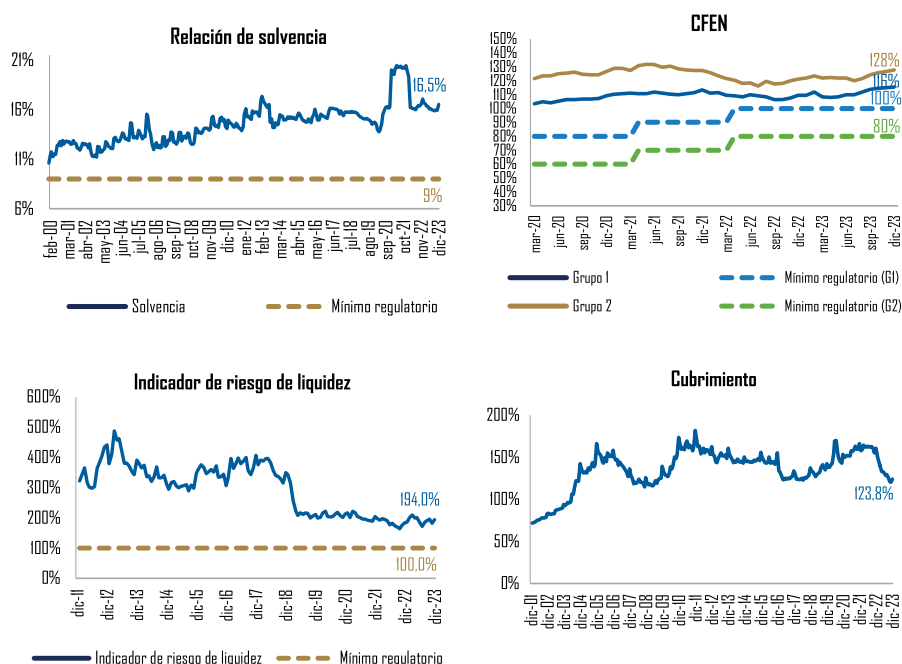 Relación de solvencia
21%
16%
11%
6%
16,5%
9%
feb-00
mar-01
abr-02
may-03
jun-04
jul-05
ago-06
sep-07
oct-08
nov-09
dic-10
ene-12
feb-13
mar-14
abr-15
may-16
jun-17
jul-18
ago-19
sep-20
oct-21
nov-22
dic-23
Solvencia
Mínimo regulatorio
CFEN
150%
140%
130%
120%
110%
100%
90%
80%
70%
60%
50%
40%
30%
128%
116%
100%
80%
mar-20
jun-20
sep-20
dic-20
mar-21
jun-21
sep-21
dic-21
mar-22
jun-22
sep-22
dic-22
mar-23
jun-23
sep-23
dic-23
Grupo 1
Mínimo regulatorio (G1)
Grupo 2
Mínimo regulatorio (G2)
Indicador de riesgo de liquidez
600%
500%
400%
300%
200%
100%
0%
194,0%
100,0%
dic-11
dic-12
dic-13
dic-14
dic-15
dic-16
dic-17
dic-18
dic-19
dic-20
dic-21
dic-22
dic-23
Indicador de riesgo de liquidez
Mínimo regulatorio
Cubrimiento
200%
150%
100%
50%
0%
123,8%
dic-01
dic-02
dic-03
dic-04
dic-05
dic-06
dic-07
dic-08
dic-09
dic-10
dic-11
dic-12
dic-13
dic-14
dic-15
dic-16
dic-17
dic-18
dic-19
dic-20
dic-21
dic-22
dic-23